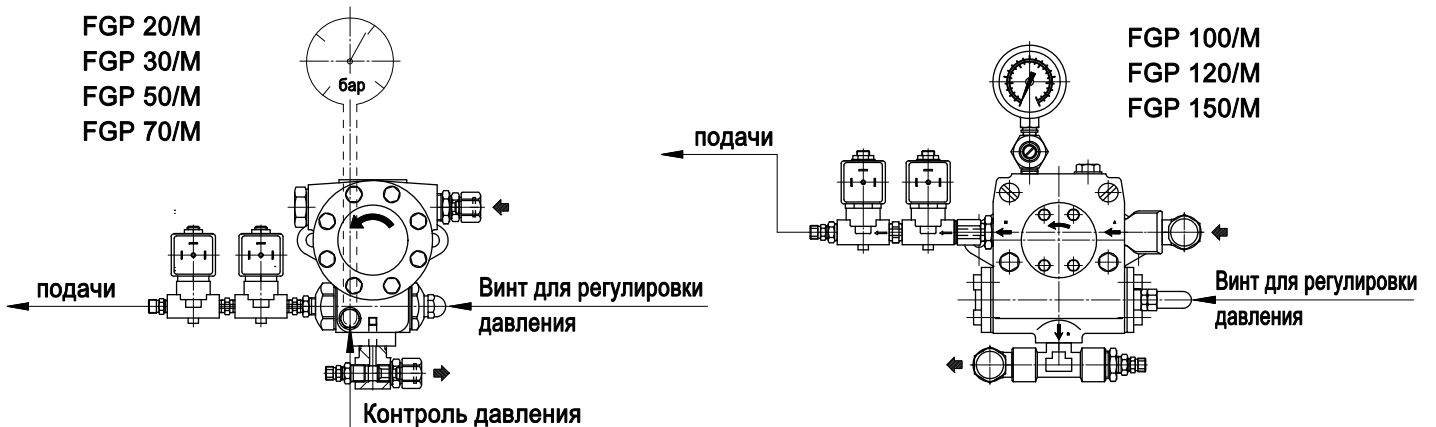 FGP 20/M
FGP 30/M
FGP 50/M
FGP 70/M
бар
подачи
Винт для регулировки
давления
Контроль давления
FGP 100/M
FGP 120/M
FGP 150/M
подачи
Винт для регулировки
давления